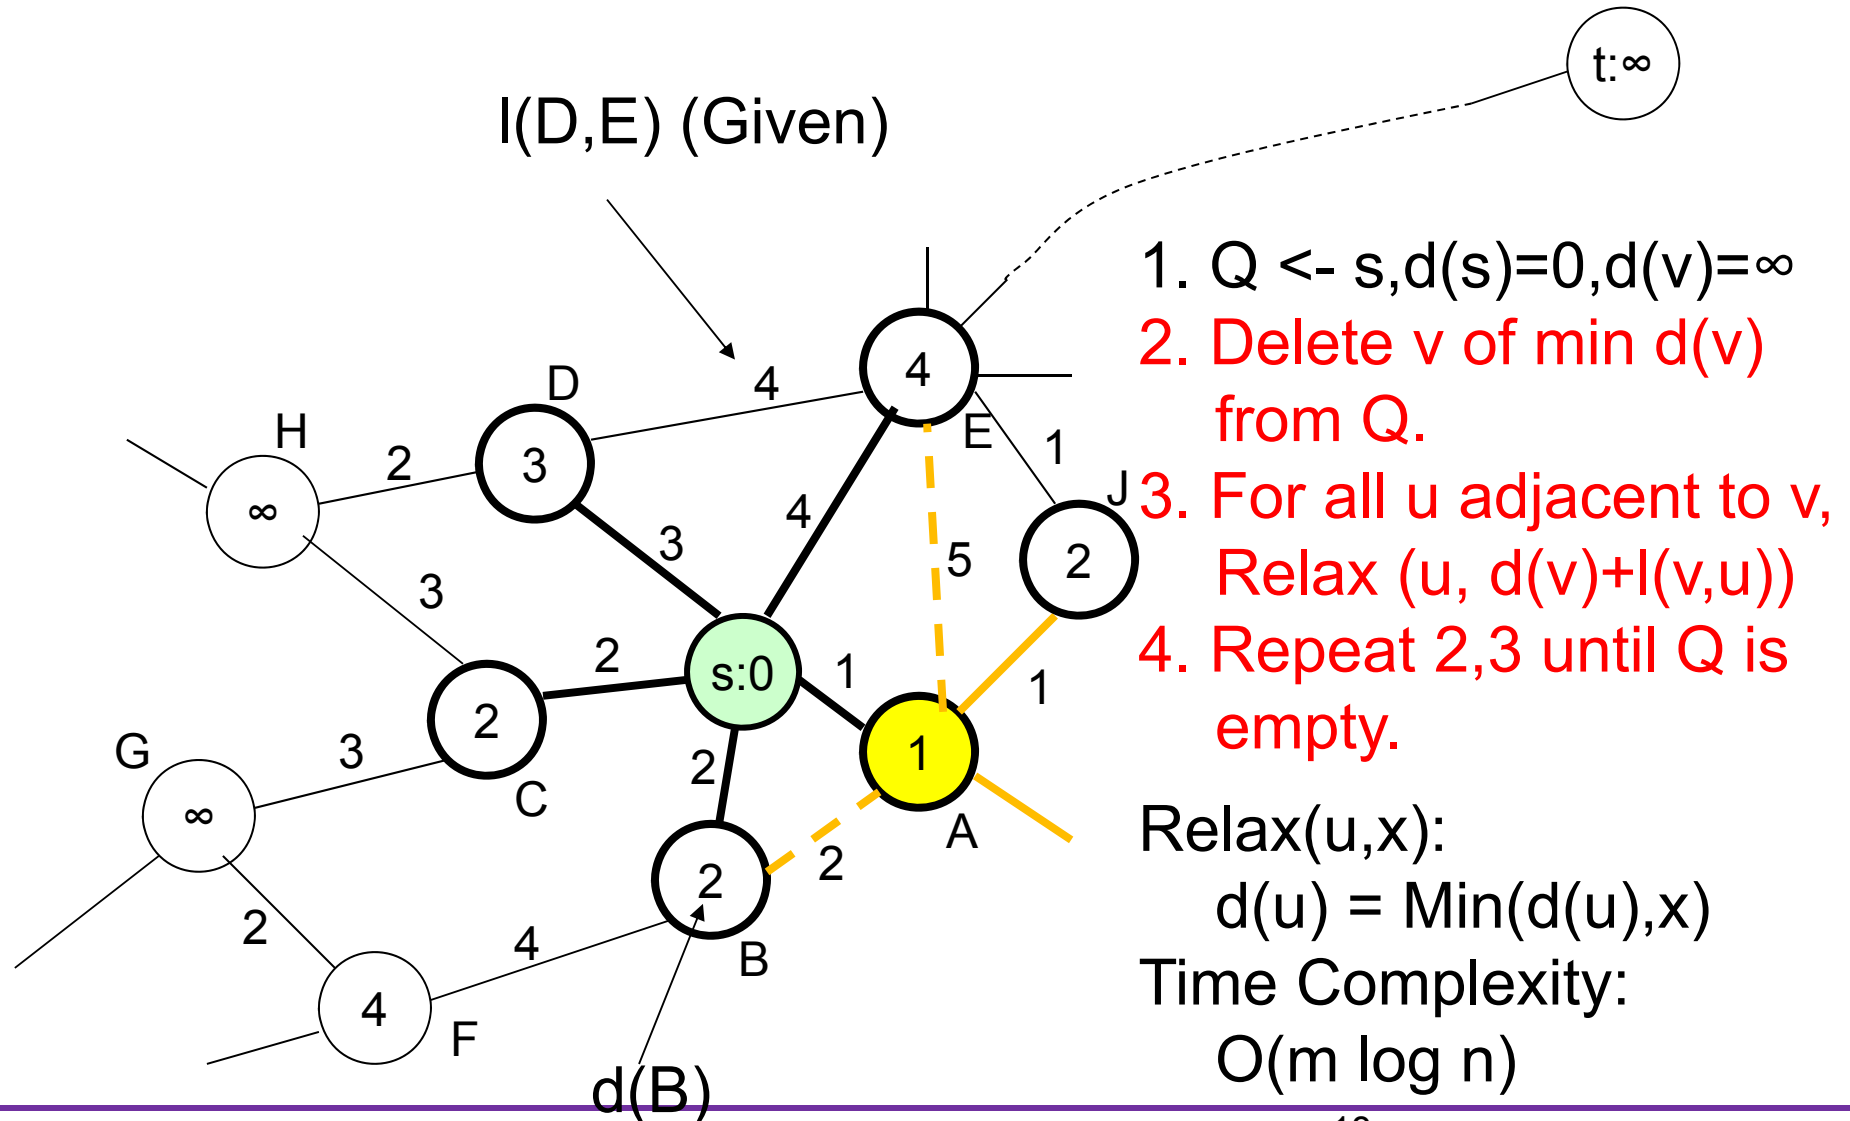 t:∞
l(D,E) (Given)
1. Q <- s,d(s)=0,d(v)=∞
2. Delete v of min d(v)
from Q.
3. For all u adjacent to v,
Relax (u, d(v)+l(v,u))
4. Repeat 2,3 until Q is
empty.
Relax(u,x):
d(u) = Min(d(u),x)
Time Complexity:
O(m log n)
4
E
4
D
3
H
∞
2
1
J
2
4
3
5
3
2
s:0
1
1
2
C
G
∞
3
2
1
A
2
2
B
2
4
4
F
d(B)